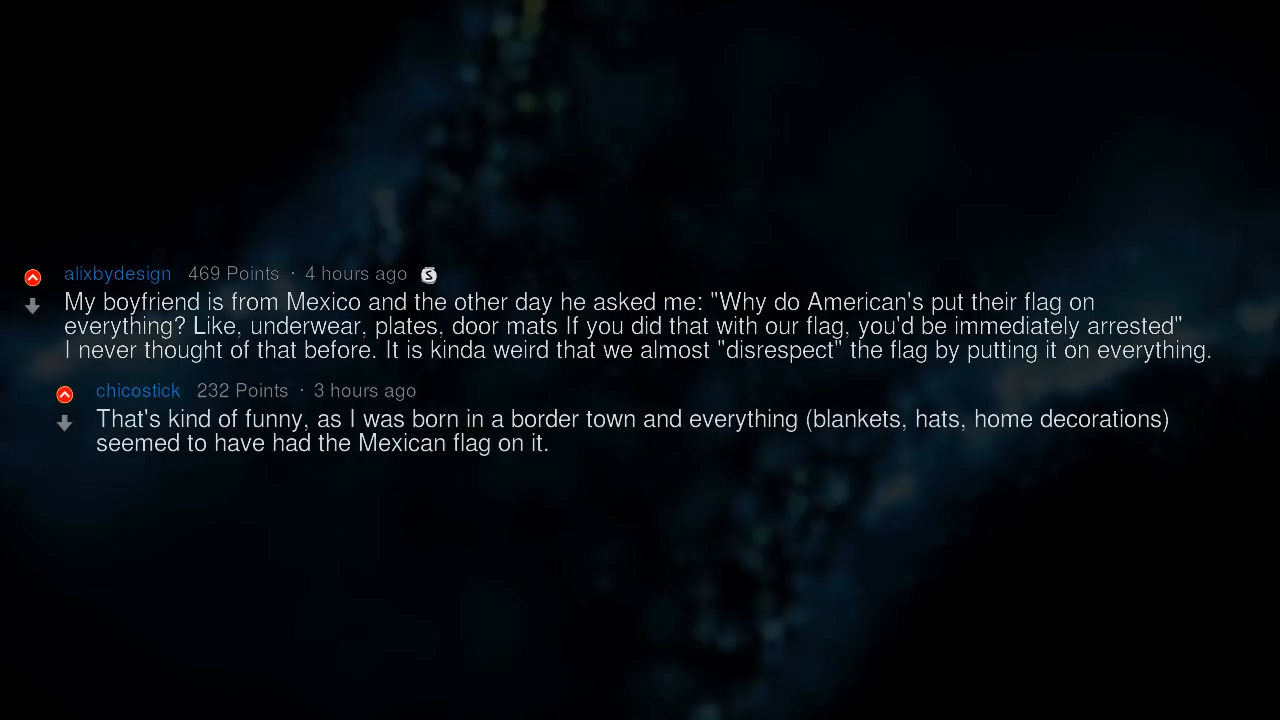 alixbydesign 469 Points · 4 hours ago S
My boyfriend is from Mexico and the other day he asked me: "Why do American's put their flag on
everything? Like, underwear, plates, door mats If you did that with our flag, you'd be immediately arrested"
I never thought of that before. It is kinda weird that we almost "disrespect" the flag by putting it on everything.
chicostick 232 Points · 3 hours ago
That's kind of funny, as I was born in a border town and everything (blankets, hats, home decorations)
seemed to have had the Mexican flag on it.